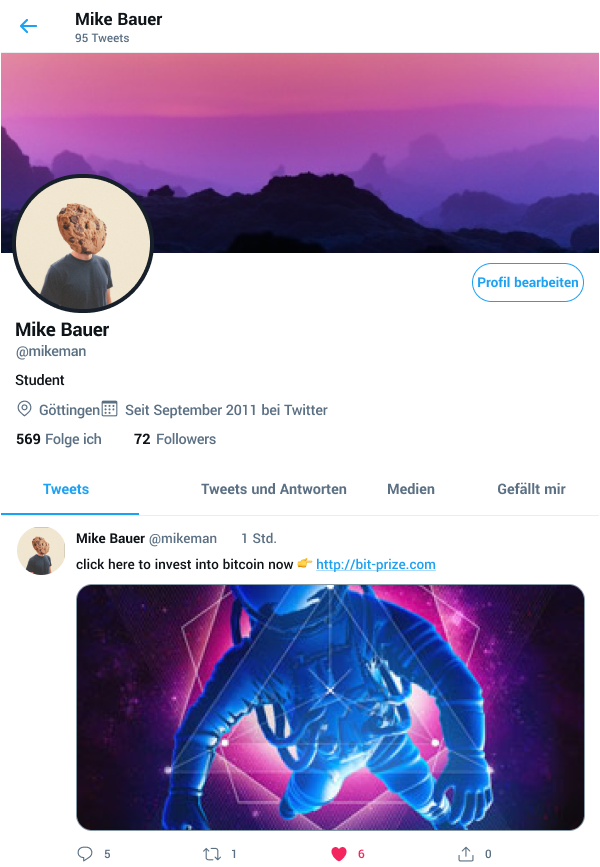 Mike Bauer
95 Tweets
Profil bearbeiten
Mike Bauer
@mikeman
Student
Göttingen Seit September 2011 bei Twitter
569 Folge ich 72 Followers
Tweets Tweets und Antworten Medien Gefällt mir
Mike Bauer @mikeman 1 Std.
click here to invest into bitcoin now 👉 http://bit-prize.com
5 1 6 0